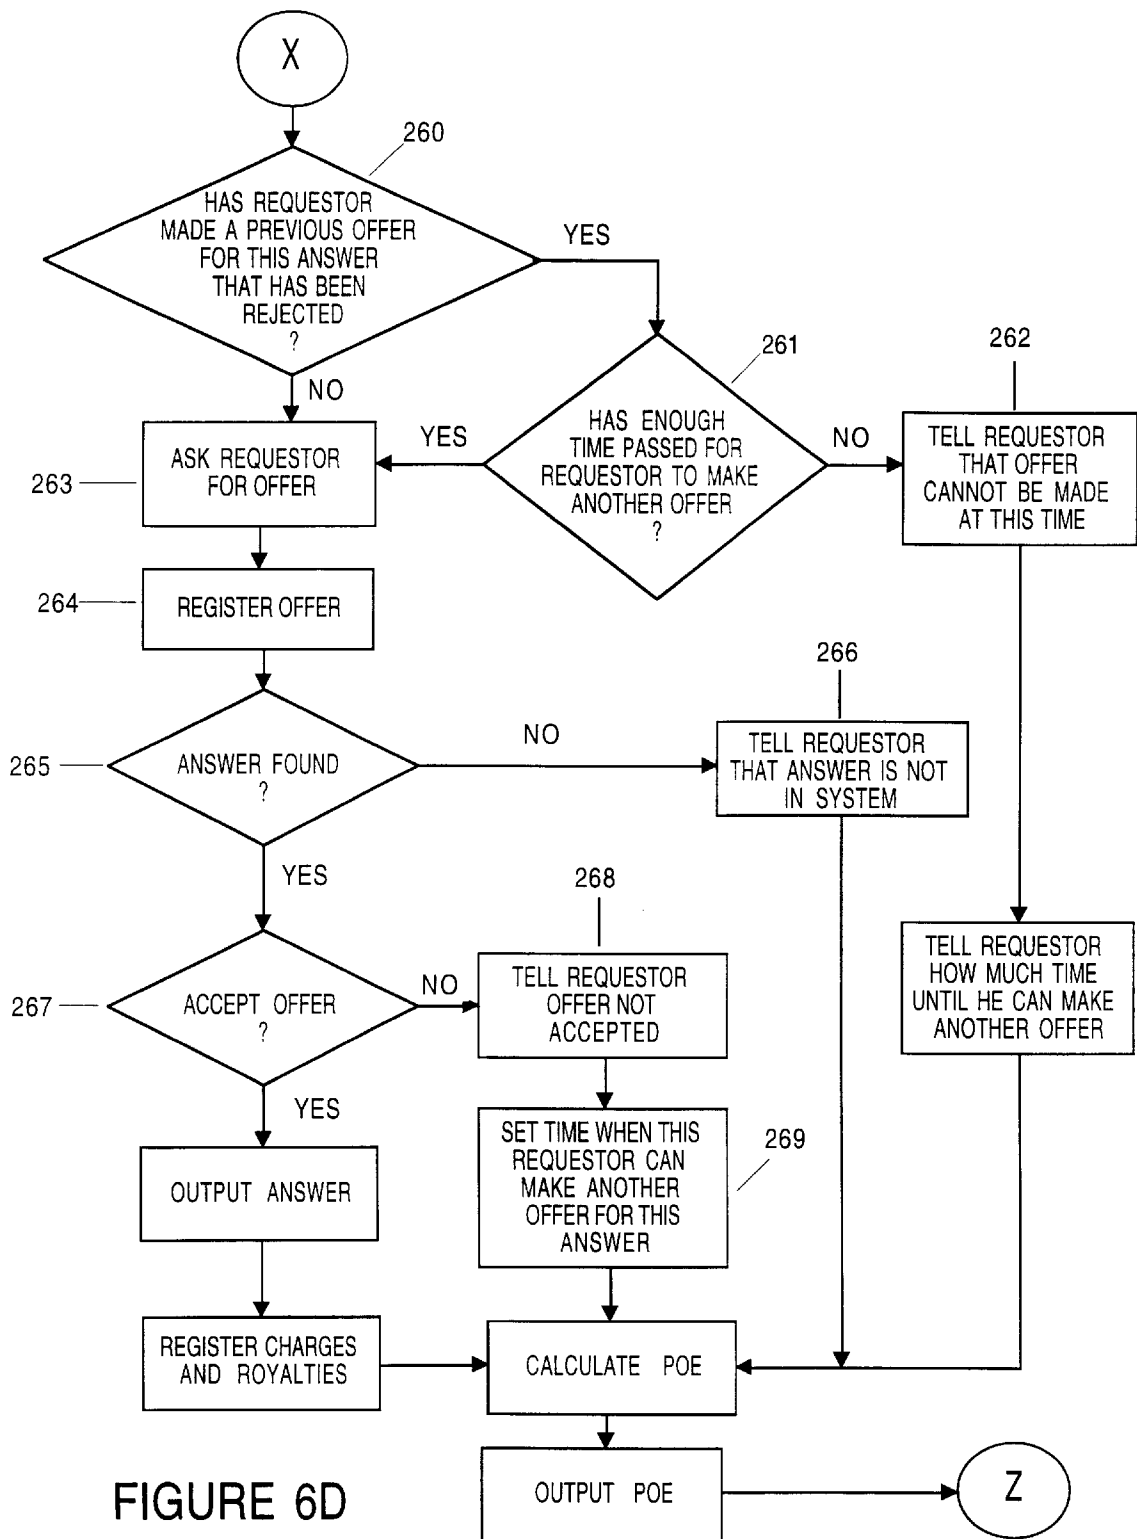 X
260
HAS REQUESTOR
MADE A PREVIOUS OFFER
FOR THIS ANSWER
THAT HAS BEEN
REJECTED
?
YES
NO
261
HAS ENOUGH
TIME PASSED FOR
REQUESTOR TO MAKE
ANOTHER OFFER
?
YES
NO
262
TELL REQUESTOR
THAT OFFER
CANNOT BE MADE
AT THIS TIME
263
ASK REQUESTOR
FOR OFFER
264
REGISTER OFFER
265
ANSWER FOUND
?
NO
YES
266
TELL REQUESTOR
THAT ANSWER IS NOT
IN SYSTEM
TELL REQUESTOR
HOW MUCH TIME
UNTIL HE CAN MAKE
ANOTHER OFFER
267
ACCEPT OFFER
?
NO
YES
268
TELL REQUESTOR
OFFER NOT
ACCEPTED
269
SET TIME WHEN THIS
REQUESTOR CAN
MAKE ANOTHER
OFFER FOR THIS
ANSWER
OUTPUT ANSWER
REGISTER CHARGES
AND ROYALTIES
CALCULATE POE
OUTPUT POE
Z
FIGURE 6D